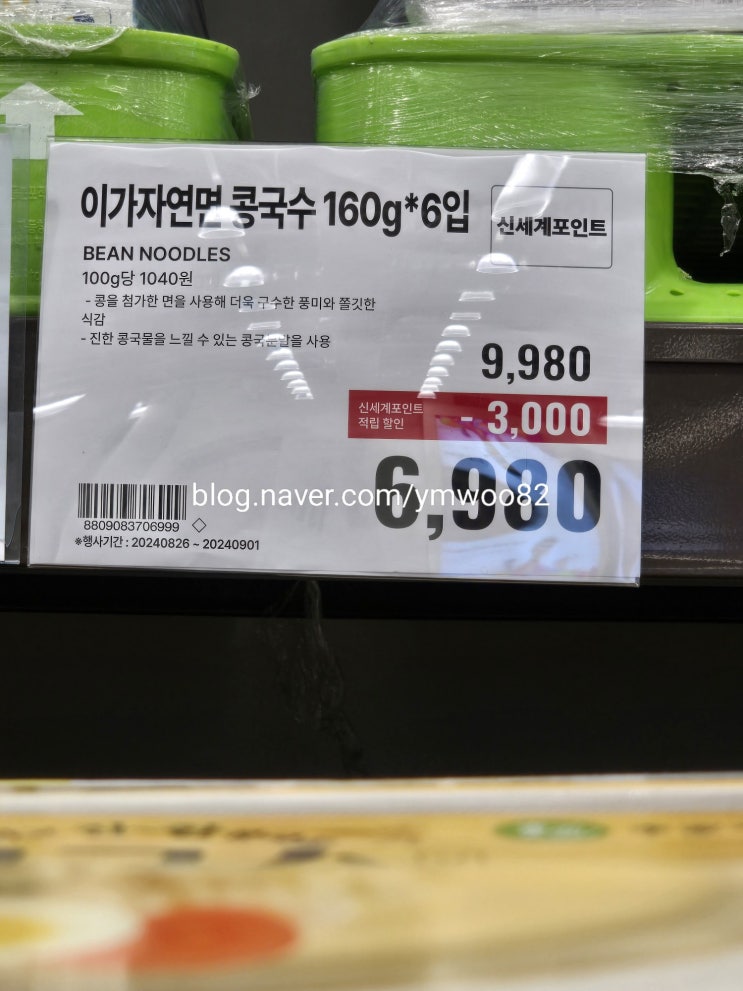 이가자연면 콩국수 160g*6입
신세계포인트
BEAN NOODLES
100g당 1040원
- 콩을 첨가한 면을 사용해 더욱 구수한 풍미와 쫄깃한
식감
- 진한 콩국물을 느낄 수 있는 콩국분말을 사용
9,980
신세계포인트
적립 할인
- 3,000
6,980
blog.naver.com/ymwoo82
8809083706999
※행사기간 : 20240826 ~ 20240901